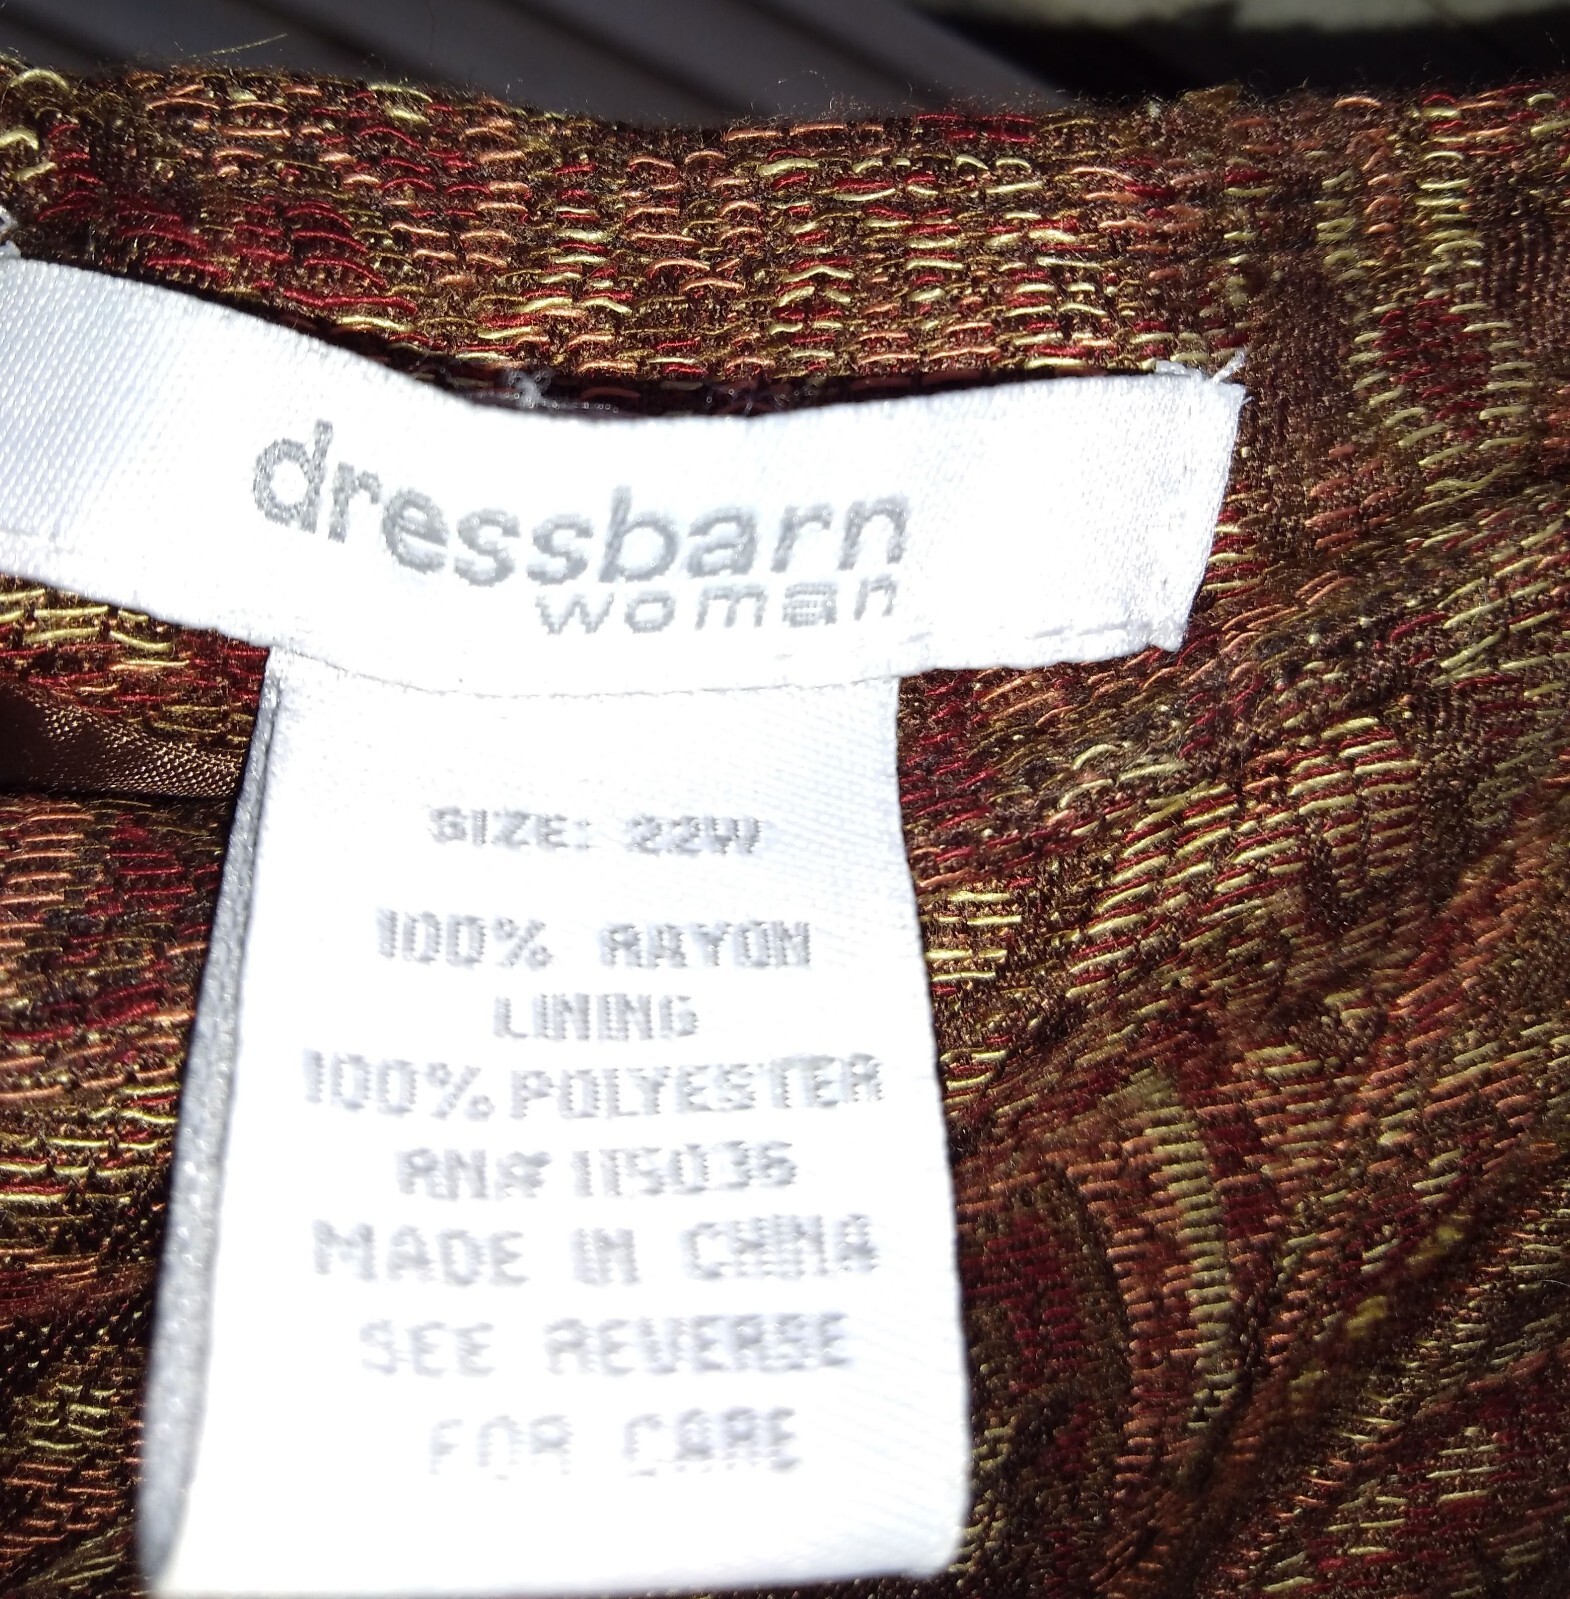 dressbarn
woman
SIZE: 22W
100% RAYON
LINING
100% POLYESTER
RN# 115036
MADE IN CHINA
SEE REVERSE
FOR CARE